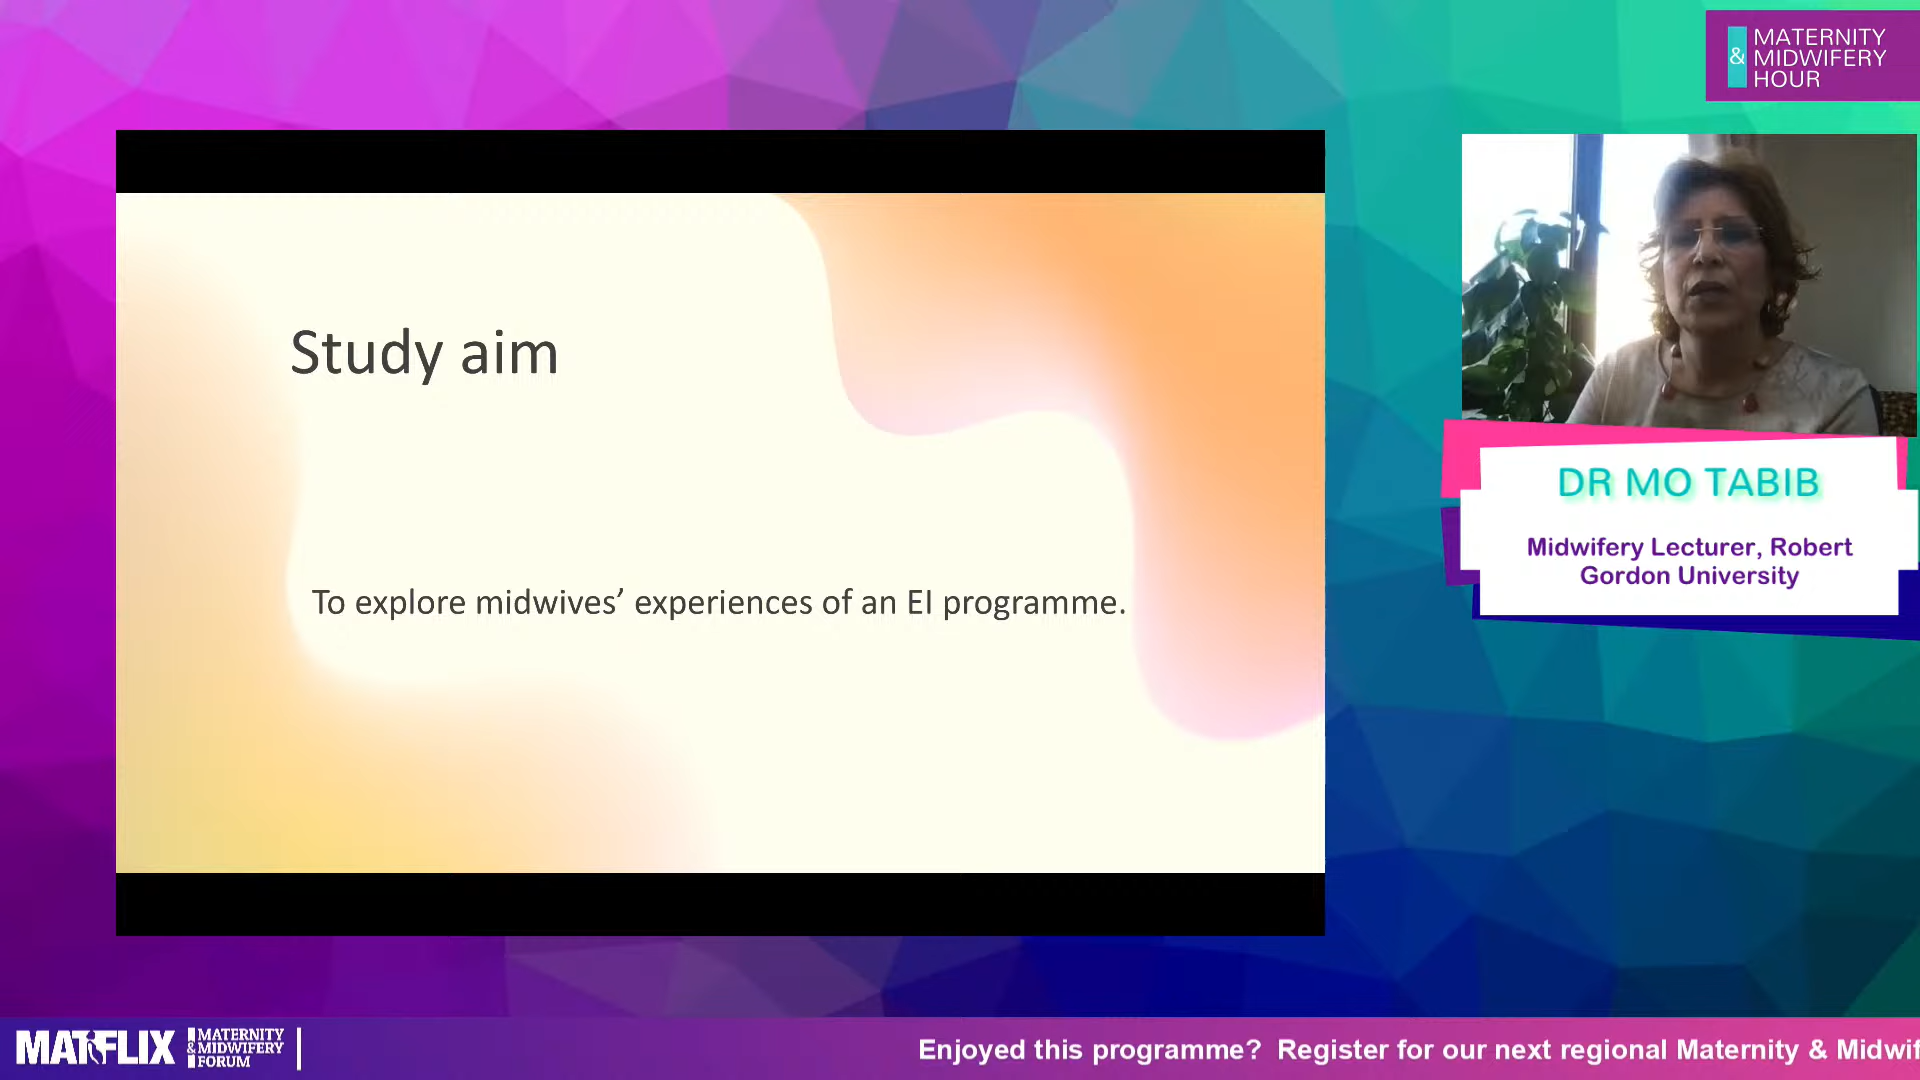 MATERNITY
& MIDWIFERY
HOUR
Study aim
To explore midwives’ experiences of an EI programme.
DR MO TABIB
Midwifery Lecturer, Robert
Gordon University
MATFLIX
MATERNITY
&MIDWIFERY
FORUM
Enjoyed this programme? Register for our next regional Maternity & Midwif